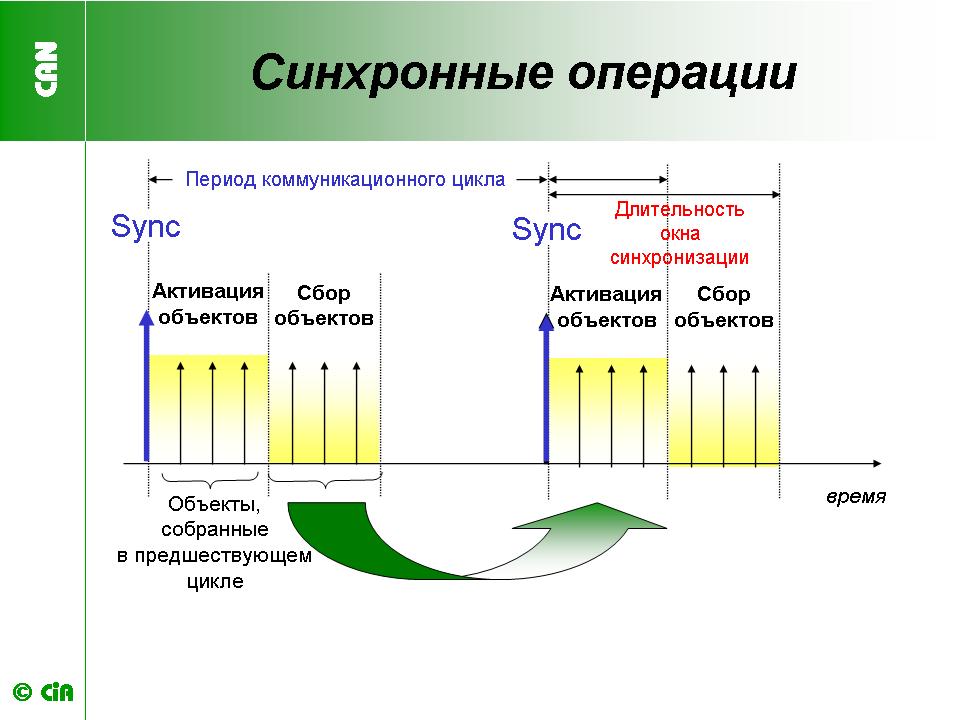 CAN
Синхронные операции
Период коммуникационного цикла
Sync
Sync
Длительность
окна
синхронизации
Активация
объектов
Сбор
объектов
Активация
объектов
Сбор
объектов
время
Объекты,
собранные
в предшествующем
цикле
© CiA